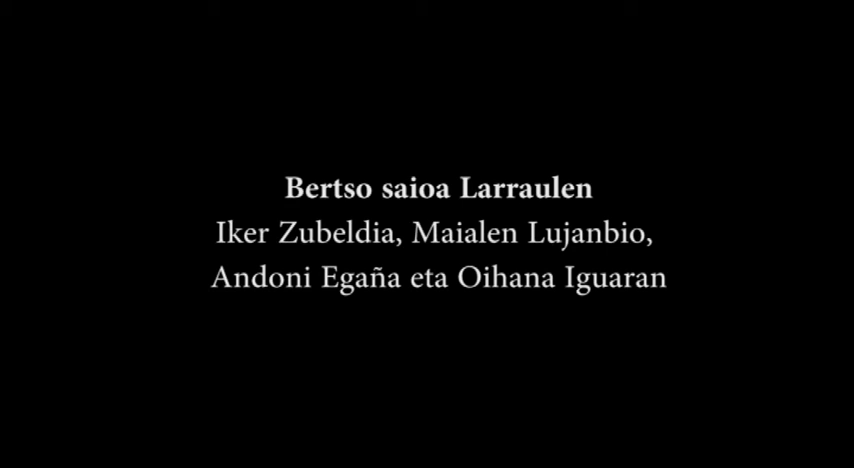 Bertso saioa Larraulen
Iker Zubeldia, Maialen Lujanbio,
Andoni Egaña eta Oihana Iguaran